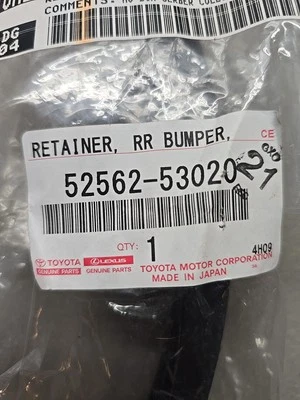 DG
04
RETAINER, RR BUMPER, CE
52562-53020
21
QTY: 1
4H09
TOYOTA LEXUS
GENUINE PARTS GENUINE PARTS
TOYOTA MOTOR CORPORATION
MADE IN JAPAN